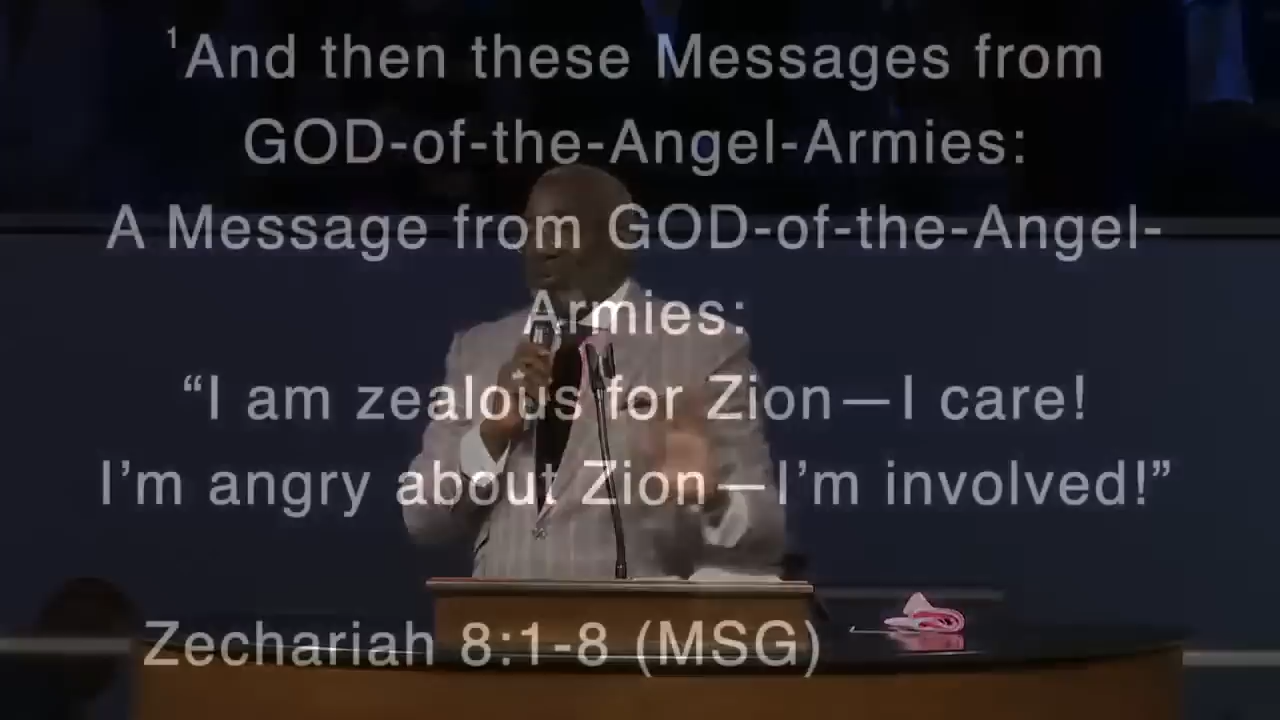 ¹And then these Messages from
GOD-of-the-Angel-Armies:
A Message from GOD-of-the-Angel-
Armies:
“I am zealous for Zion—I care!
I’m angry about Zion—I’m involved!”
Zechariah 8:1-8 (MSG)